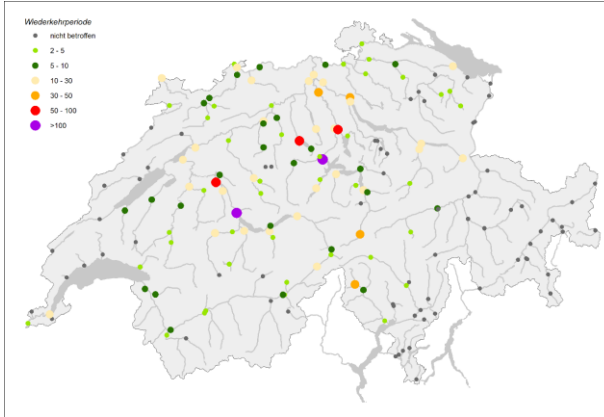 Wiederkehrperiode
nicht betroffen
2 - 5
5 - 10
10 - 30
30 - 50
50 - 100
>100